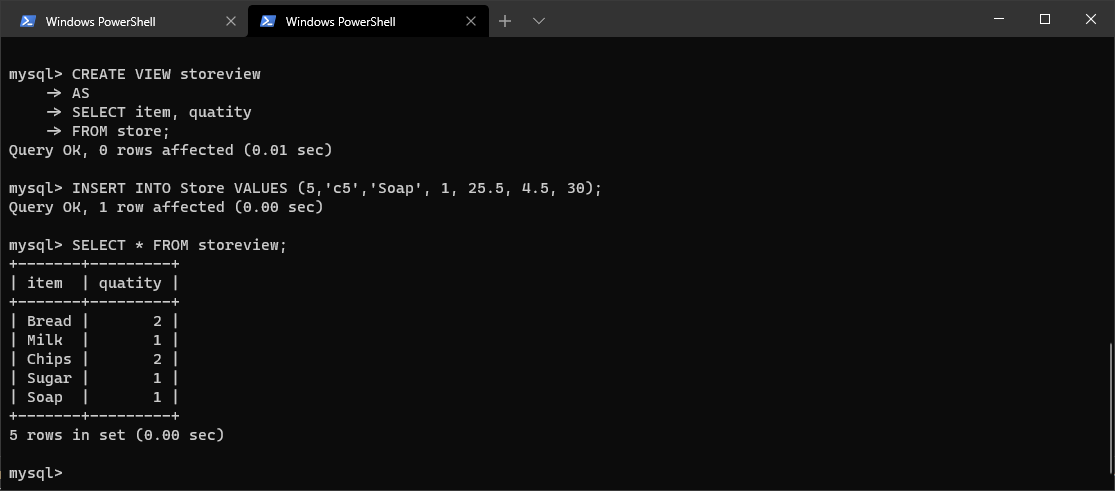 Windows PowerShell
Windows PowerShell
mysql> CREATE VIEW storeview
    -> AS
    -> SELECT item, quatity
    -> FROM store;
Query OK, 0 rows affected (0.01 sec)
mysql> INSERT INTO Store VALUES (5,'c5','Soap', 1, 25.5, 4.5, 30);
Query OK, 1 row affected (0.00 sec)
mysql> SELECT * FROM storeview;
+-------+---------+
| item  | quatity |
+-------+---------+
| Bread |       2 |
| Milk  |       1 |
| Chips |       2 |
| Sugar |       1 |
| Soap  |       1 |
+-------+---------+
5 rows in set (0.00 sec)
mysql>